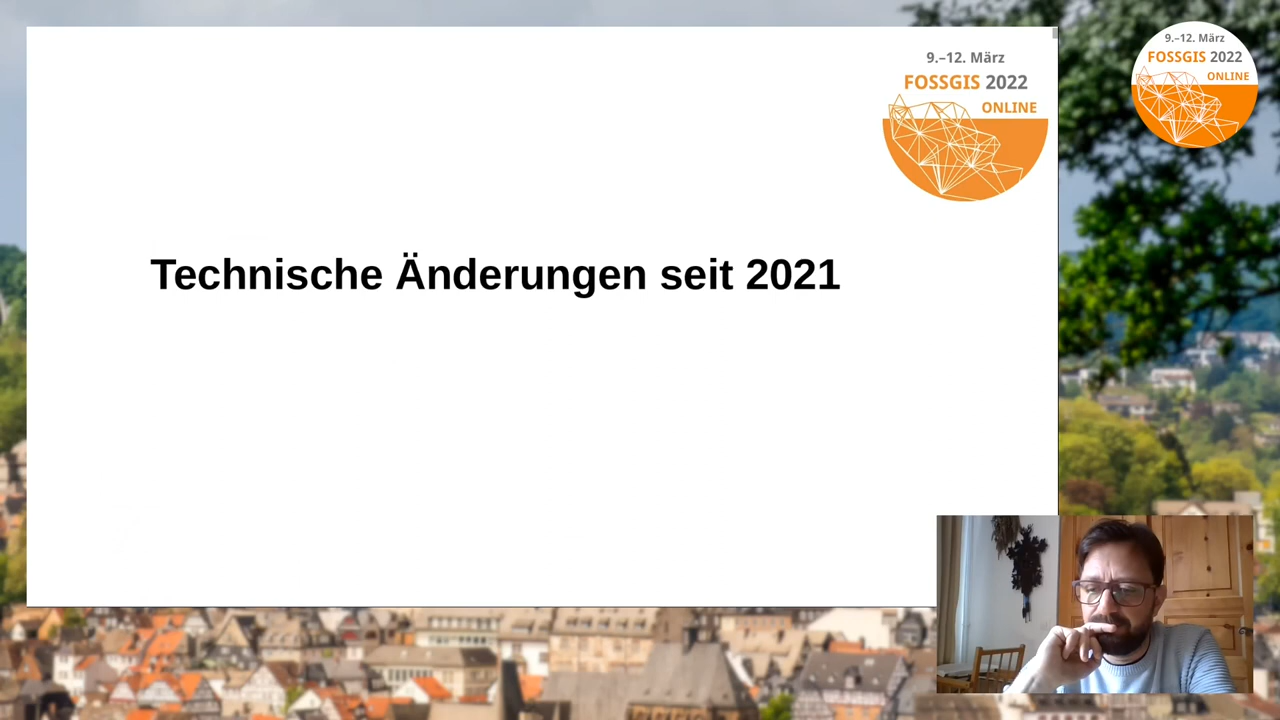 9.–12. März
FOSSGIS 2022
ONLINE
Technische Änderungen seit 2021
9.–12. März
FOSSGIS 2022
ONLINE